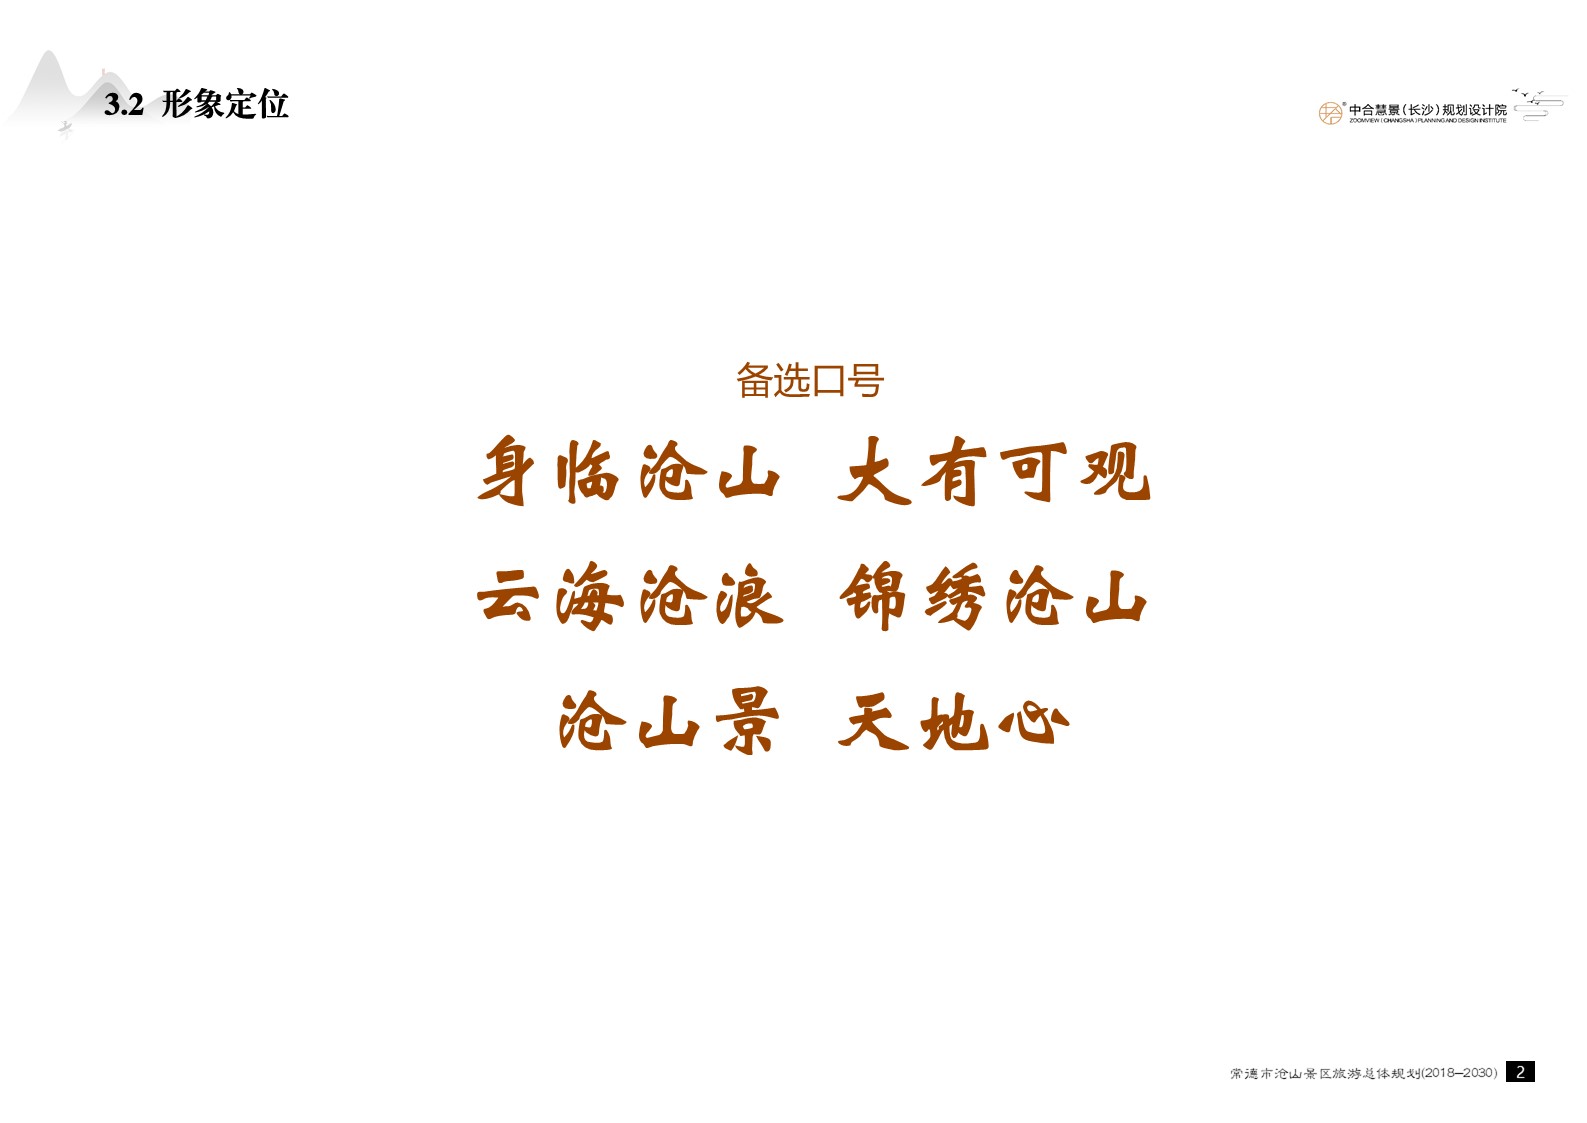 3.2 形象定位
中合慧景（长沙）规划设计院
ZOOMVIEW ( CHANGSHA ) PLANNING AND DESIGN INSTITUTE
备选口号
身临沧山 大有可观
云海沧浪 锦绣沧山
沧山景 天地心
常德市沧山景区旅游总体规划(2018—2030) 2